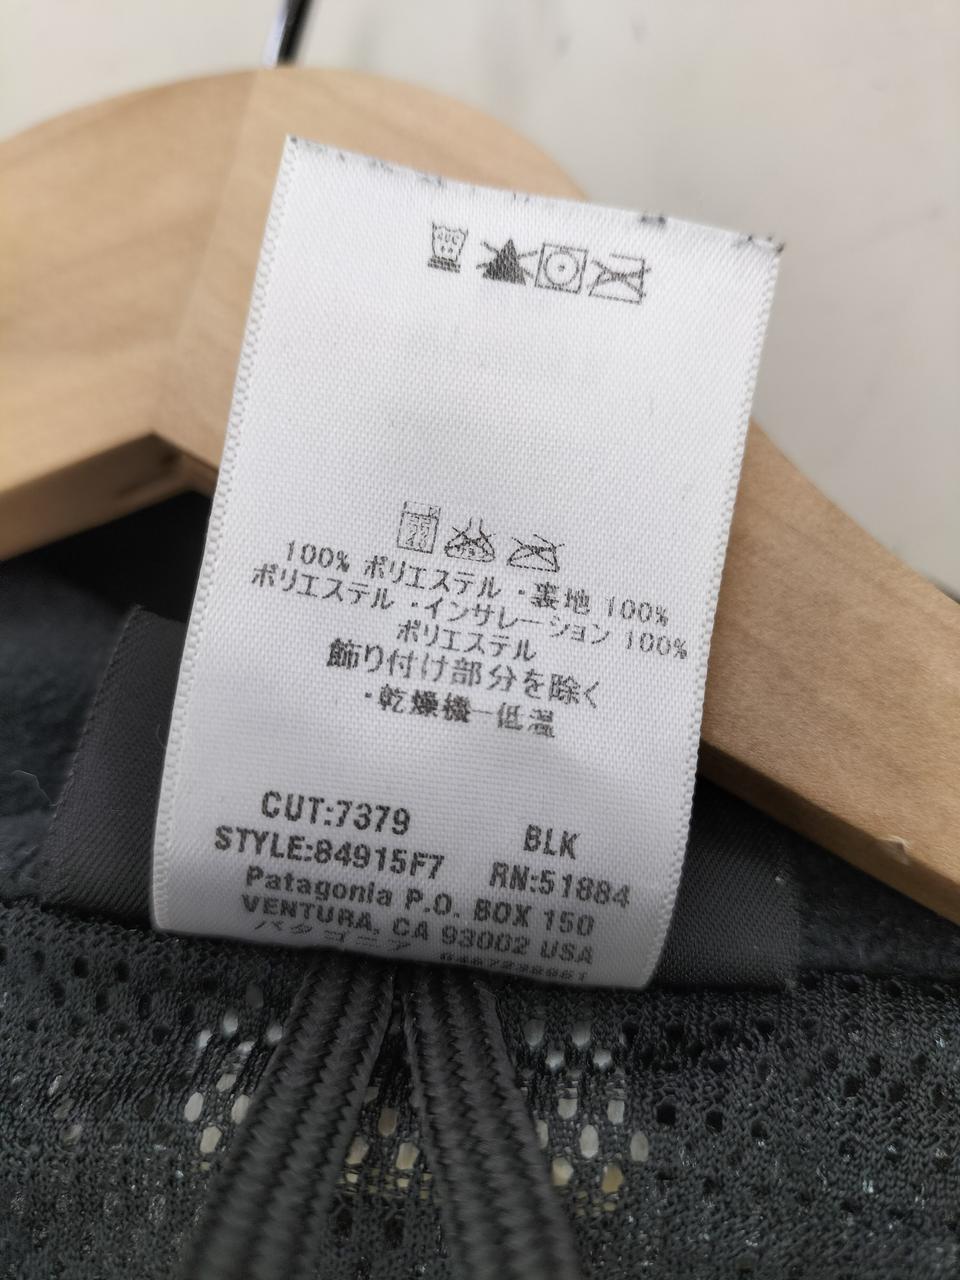 100% ポリエステル ・裏地 100%
ポリエステル ・インサレーション 100%
ポリエステル
飾り付け部分を除く
・乾燥機ー低温
CUT:7379 BLK
STYLE:84915F7 RN:51884
Patagonia P.O. BOX 150
VENTURA, CA 93002 USA
パタゴニア